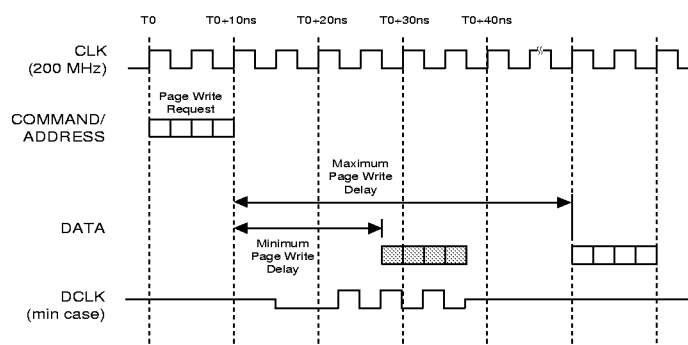 T0 T0+10ns T0+20ns T0+30ns T0+40ns
CLK
(200 MHz)
Page Write
Request
COMMAND/
ADDRESS
Maximum
Page Write
Delay
DATA
Minimum
Page Write
Delay
DCLK
(min case)